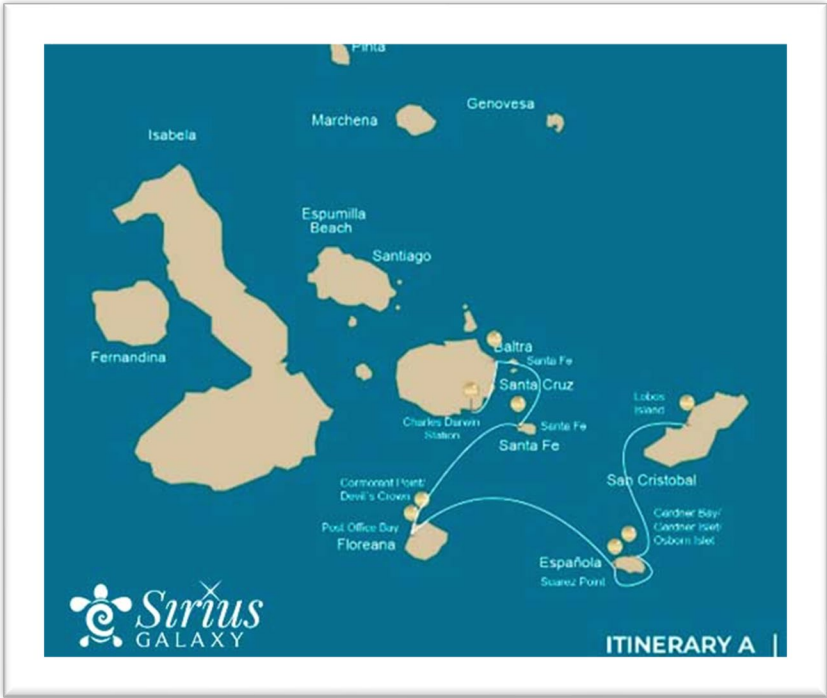 Pinta
Genovesa
Marchena
Isabela
Espumilla
Beach
Santiago
Baltra
Santa Fe
Fernandina
Santa Cruz
Lobos
Island
Charles Darwin
Station
Santa Fe
Santa Fe
San Cristobal
Cormorant Point/
Devil's Crown
Gardner Bay/
Gardner Islet/
Osborn Islet
Post Office Bay
Floreana
Española
Suarez Point
Sirius
GALAXY
ITINERARY A |